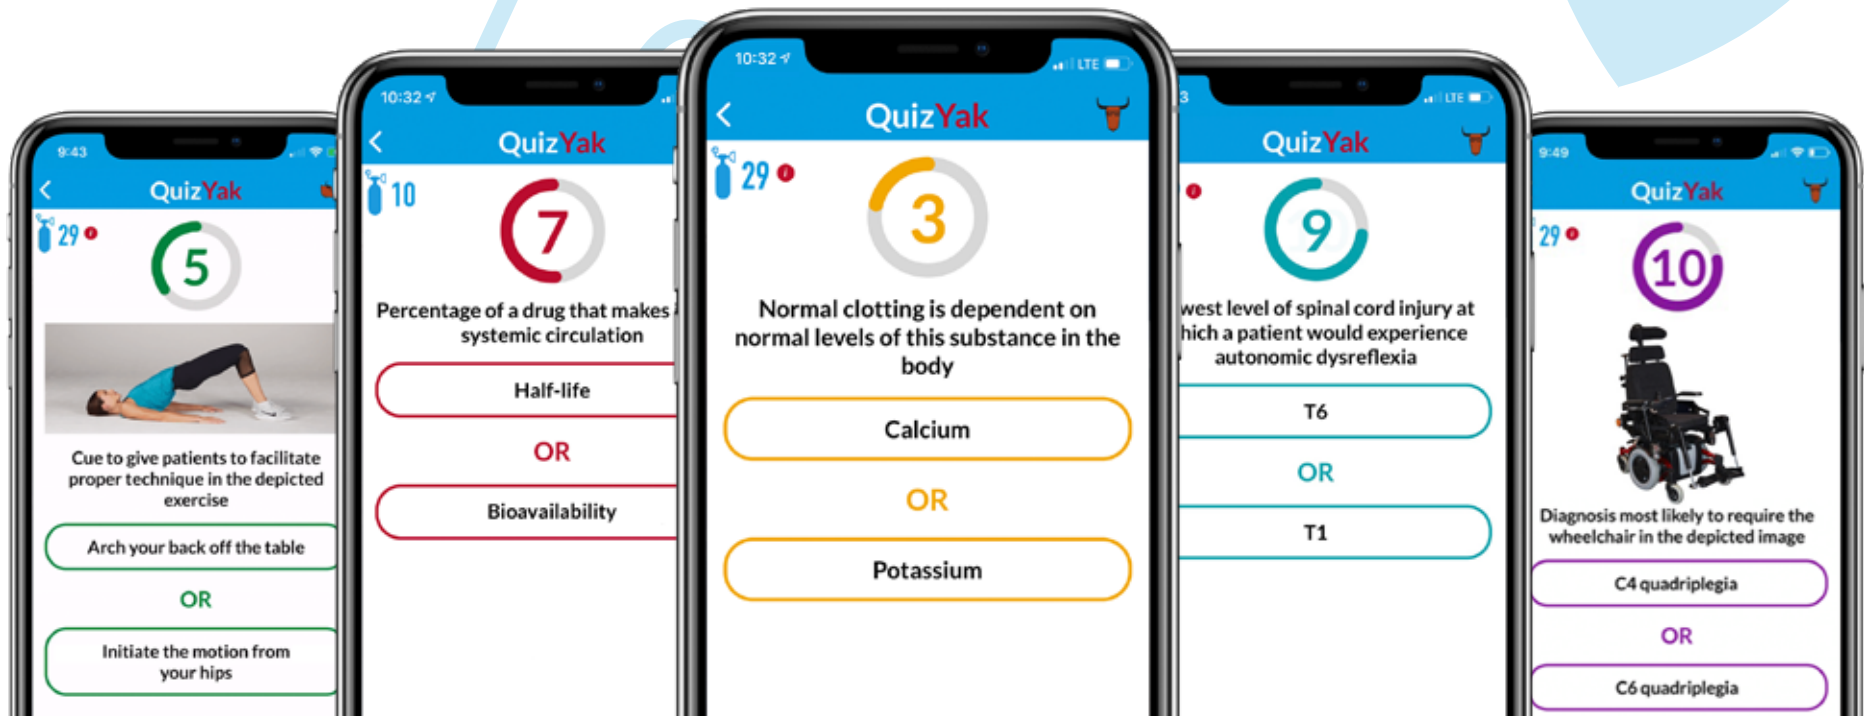 9:43
QuizYak
29
5
Cue to give patients to facilitate
proper technique in the depicted
exercise
Arch your back off the table
OR
Initiate the motion from
your hips
10:32
QuizYak
10
7
Percentage of a drug that makes
systemic circulation
Half-life
OR
Bioavailability
10:32
LTE
QuizYak
29
3
Normal clotting is dependent on
normal levels of this substance in the
body
Calcium
OR
Potassium
3
LTE
QuizYak
9
west level of spinal cord injury at
hich a patient would experience
autonomic dysreflexia
T6
OR
T1
9:49
QuizYak
29
10
Diagnosis most likely to require the
wheelchair in the depicted image
C4 quadriplegia
OR
C6 quadriplegia